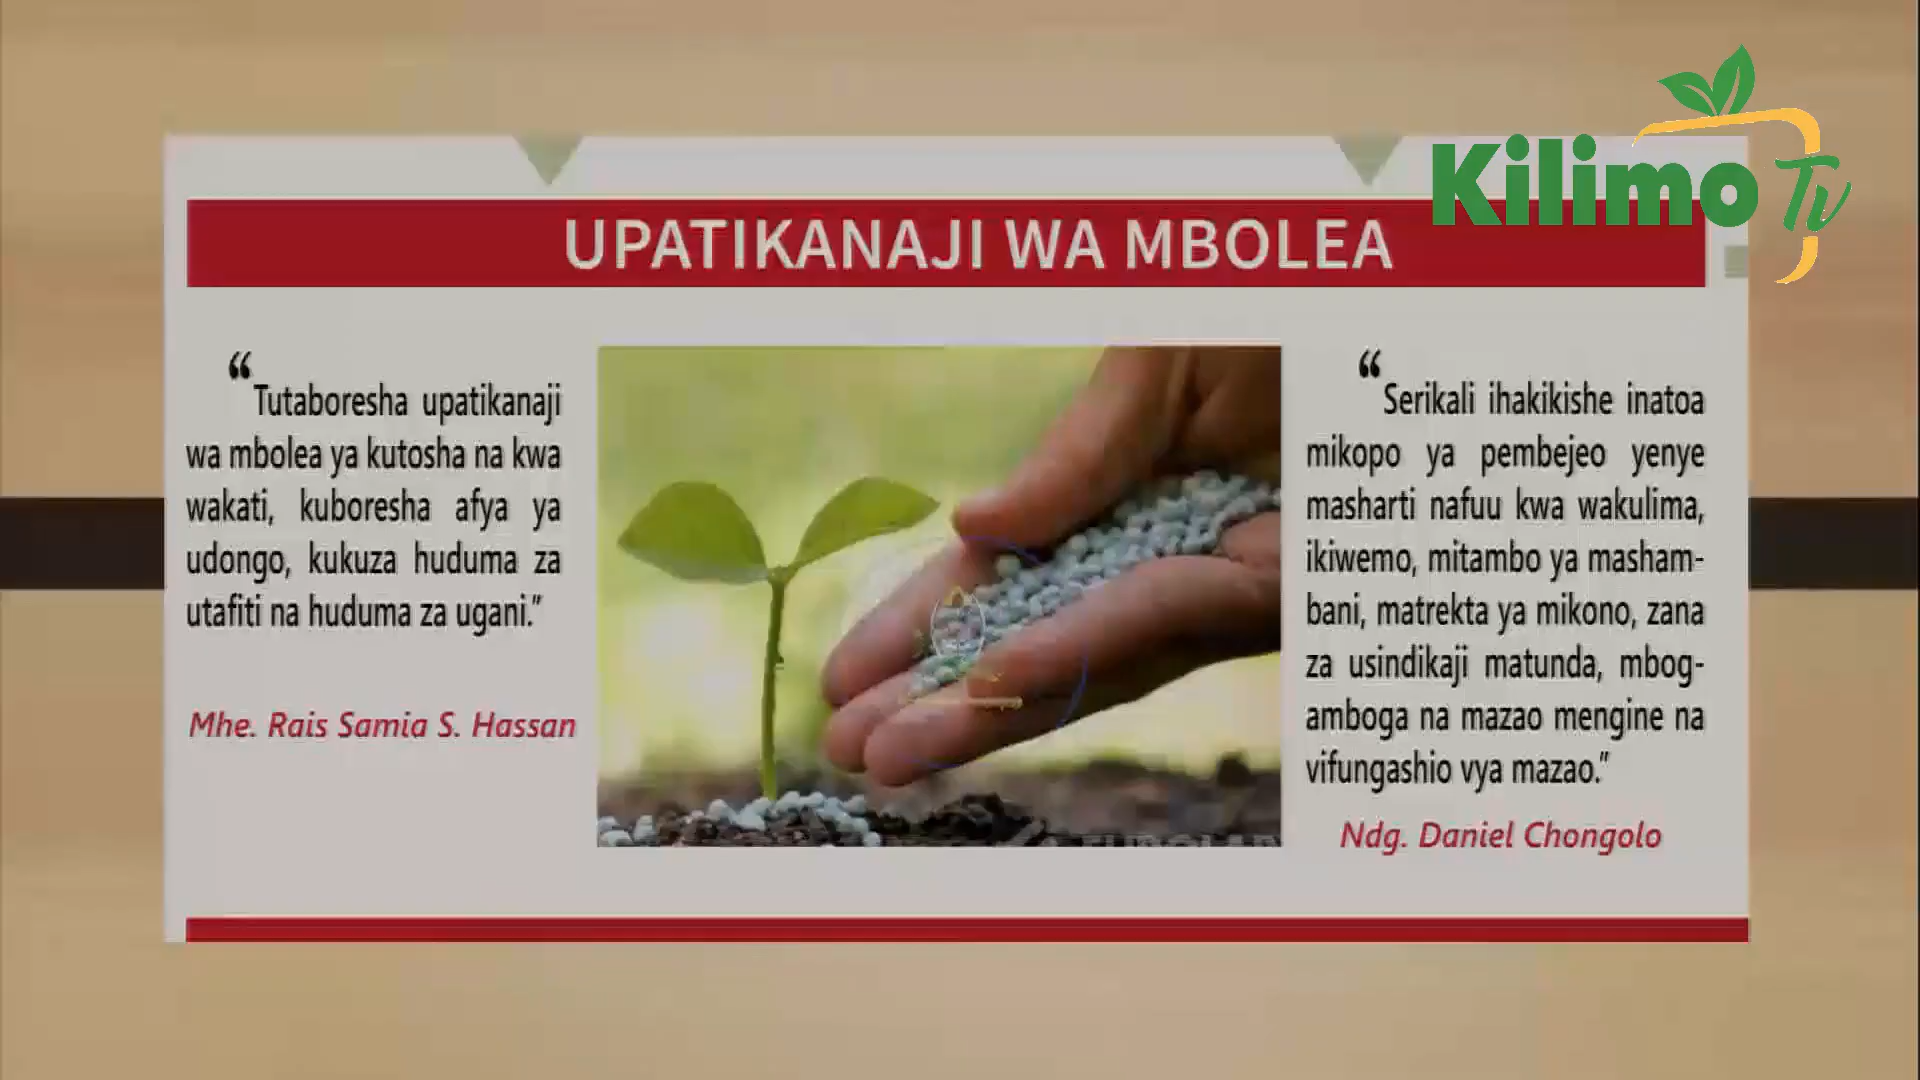 Kilimo Tv
UPATIKANAJI WA MBOLEA
“Tutaboresha upatikanaji
wa mbolea ya kutosha na kwa
wakati, kuboresha afya ya
udongo, kukuza huduma za
utafiti na huduma za ugani.”
Mhe. Rais Samia S. Hassan
“Serikali ihakikishe inatoa
mikopo ya pembejeo yenye
masharti nafuu kwa wakulima,
ikiwemo, mitambo ya masham-
bani, matrekta ya mikono, zana
za usindikaji matunda, mbog-
amboga na mazao mengine na
vifungashio vya mazao.”
Ndg. Daniel Chongolo